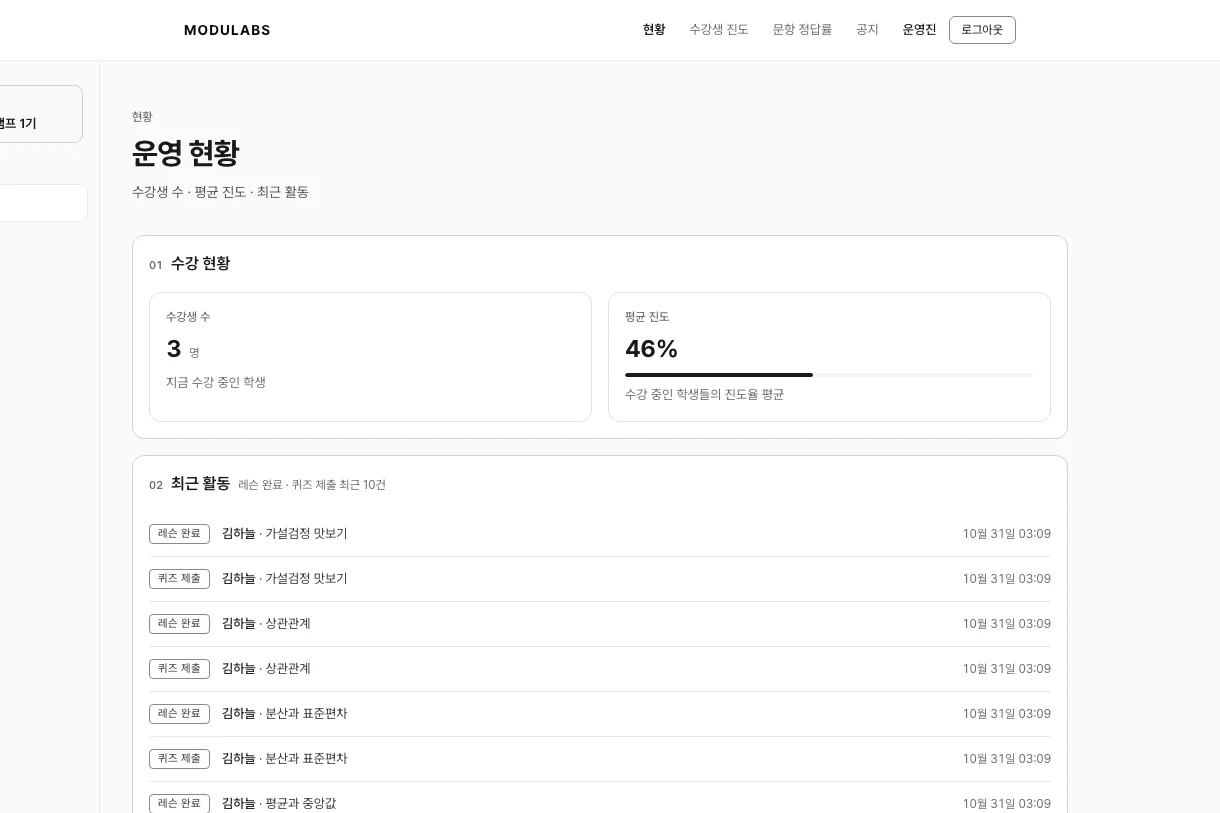 MODULABS
현황 수강생 진도 문항 정답률 공지 운영진 로그아웃
1기
현황
운영 현황
수강생 수 · 평균 진도 · 최근 활동
01 수강 현황
수강생 수
3 명
지금 수강 중인 학생
평균 진도
46%
수강 중인 학생들의 진도율 평균
02 최근 활동 레슨 완료 · 퀴즈 제출 최근 10건
레슨 완료 김하늘 · 가설검정 맛보기 10월 31일 03:09
퀴즈 제출 김하늘 · 가설검정 맛보기 10월 31일 03:09
레슨 완료 김하늘 · 상관관계 10월 31일 03:09
퀴즈 제출 김하늘 · 상관관계 10월 31일 03:09
레슨 완료 김하늘 · 분산과 표준편차 10월 31일 03:09
퀴즈 제출 김하늘 · 분산과 표준편차 10월 31일 03:09
레슨 완료 김하늘 · 평균과 중앙값 10월 31일 03:09